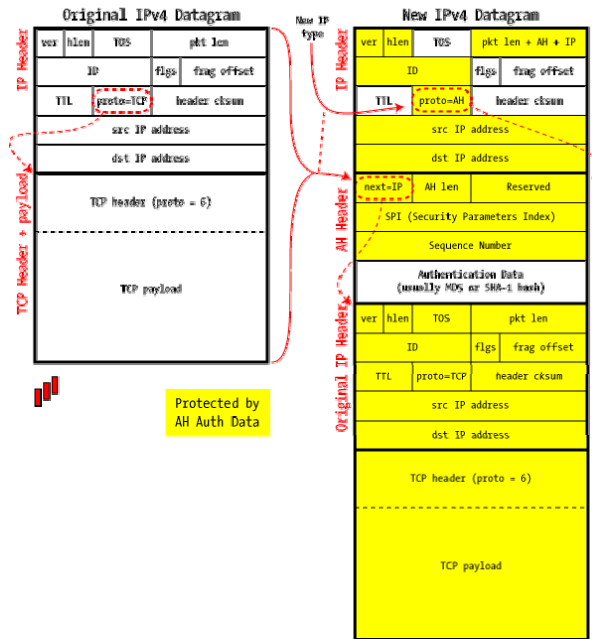 Original IPv4 Datagram
IP Header
ver hlen TOS pkt len
ID flgs frag offset
TTL proto=TCP header cksum
src IP address
dst IP address
TCP Header + payload
TCP header (proto = 6)
TCP payload
Protected by
AH Auth Data
New IP
type
New IPv4 Datagram
IP Header
ver hlen TOS pkt len + AH + IP
ID flgs frag offset
TTL proto=AH header cksum
src IP address
dst IP address
AH Header
next=IP AH len Reserved
SPI (Security Parameters Index)
Sequence Number
Authentication Data
(usually MD5 or SHA-1 hash)
Original IP Header
ver hlen TOS pkt len
ID flgs frag offset
TTL proto=TCP header cksum
src IP address
dst IP address
TCP header (proto = 6)
TCP payload